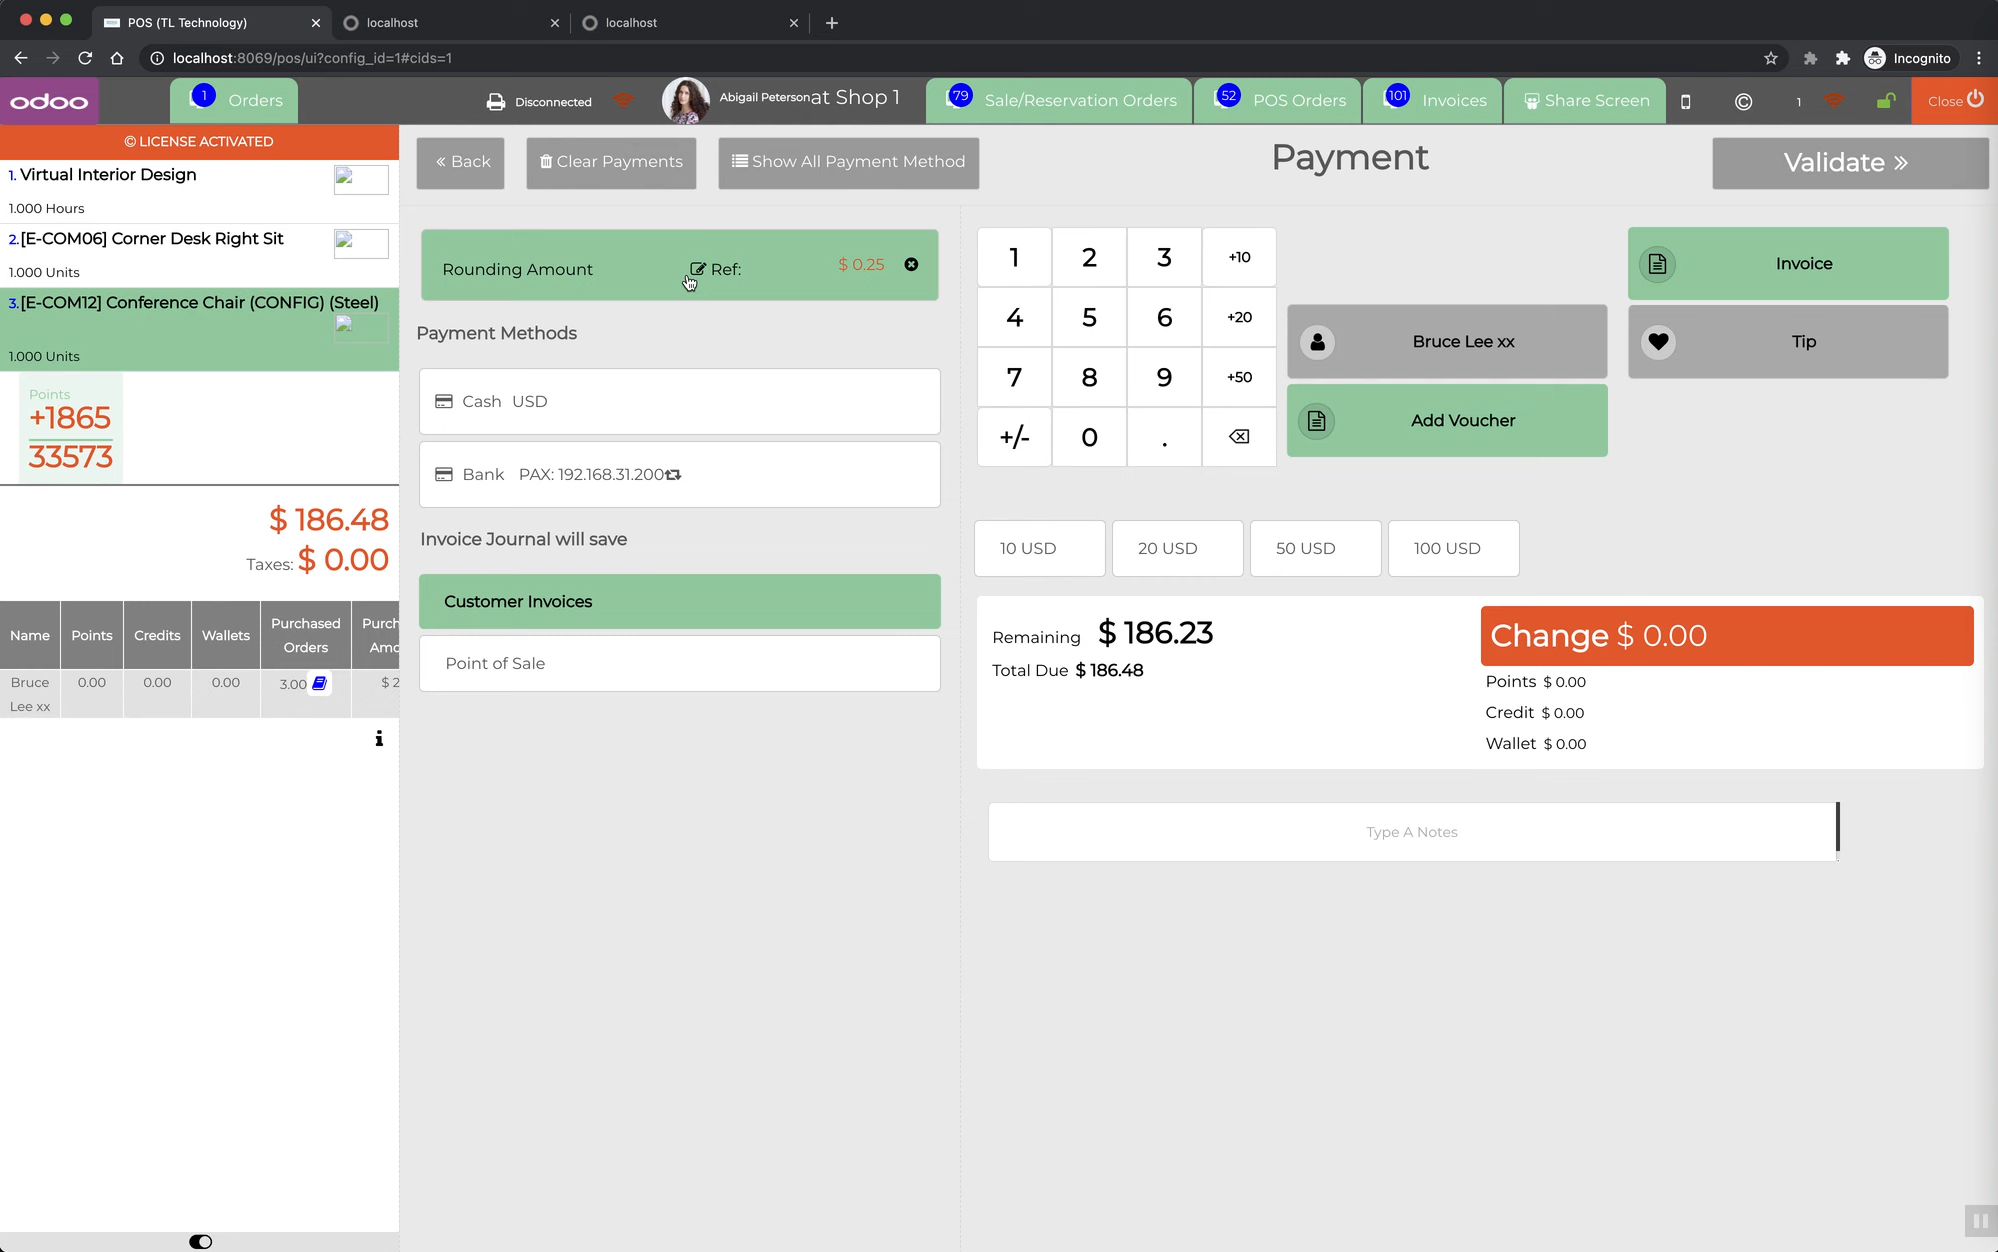 POS (TL Technology)
localhost
localhost
localhost:8069/pos/ui?config_id=1#cids=1
Incognito
odoo
1 Orders
Disconnected
Abigail Peterson at Shop 1
79 Sale/Reservation Orders
52 POS Orders
101 Invoices
Share Screen
1
Close
© LICENSE ACTIVATED
1. Virtual Interior Design
1.000 Hours
2. [E-COM06] Corner Desk Right Sit
1.000 Units
3. [E-COM12] Conference Chair (CONFIG) (Steel)
1.000 Units
Points
+1865
33573
$ 186.48
Taxes: $ 0.00
Name Points Credits Wallets Purchased Orders Purch Amo
Bruce Lee xx 0.00 0.00 0.00 3.00 $ 2
« Back
Clear Payments
Show All Payment Method
Payment
Validate »
Rounding Amount Ref: $ 0.25
Payment Methods
Cash USD
Bank PAX: 192.168.31.200
Invoice Journal will save
Customer Invoices
Point of Sale
1 2 3 +10
4 5 6 +20
7 8 9 +50
+/- 0 .
Invoice
Bruce Lee xx
Tip
Add Voucher
10 USD
20 USD
50 USD
100 USD
Remaining $ 186.23
Total Due $ 186.48
Change $ 0.00
Points $ 0.00
Credit $ 0.00
Wallet $ 0.00
Type A Notes